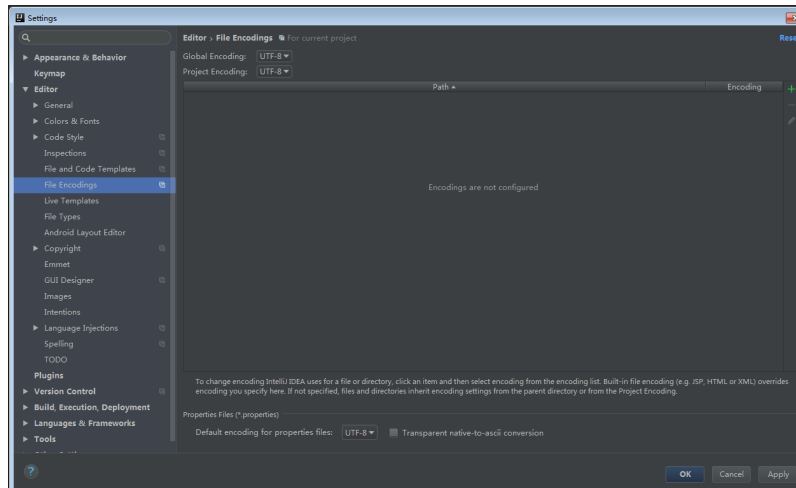 Settings
Editor › File Encodings For current project
Rese
Global Encoding: UTF-8
Project Encoding: UTF-8
Path
Encoding
Appearance & Behavior
Keymap
Editor
General
Colors & Fonts
Code Style
Inspections
File and Code Templates
File Encodings
Live Templates
File Types
Android Layout Editor
Copyright
Emmet
GUI Designer
Images
Intentions
Language Injections
Spelling
TODO
Plugins
Version Control
Build, Execution, Deployment
Languages & Frameworks
Tools
Encodings are not configured
To change encoding IntelliJ IDEA uses for a file or directory, click an item and then select encoding from the encoding list. Built-in file encoding (e.g. JSP, HTML or XML) overrides
encoding you specify here. If not specified, files and directories inherit encoding settings from the parent directory or from the Project Encoding.
Properties Files (*.properties)
Default encoding for properties files: UTF-8 Transparent native-to-ascii conversion
?
OK Cancel Apply